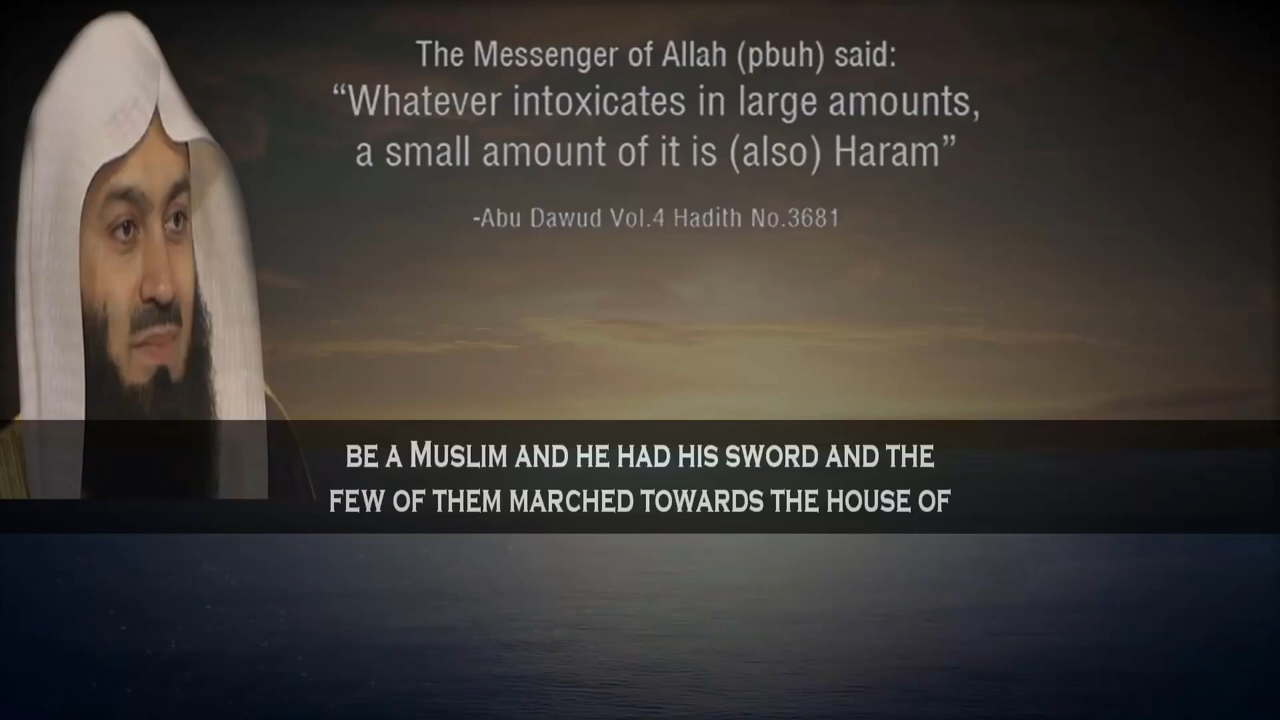 The Messenger of Allah (pbuh) said:
“Whatever intoxicates in large amounts,
a small amount of it is (also) Haram”
-Abu Dawud Vol.4 Hadith No.3681
BE A MUSLIM AND HE HAD HIS SWORD AND THE
FEW OF THEM MARCHED TOWARDS THE HOUSE OF